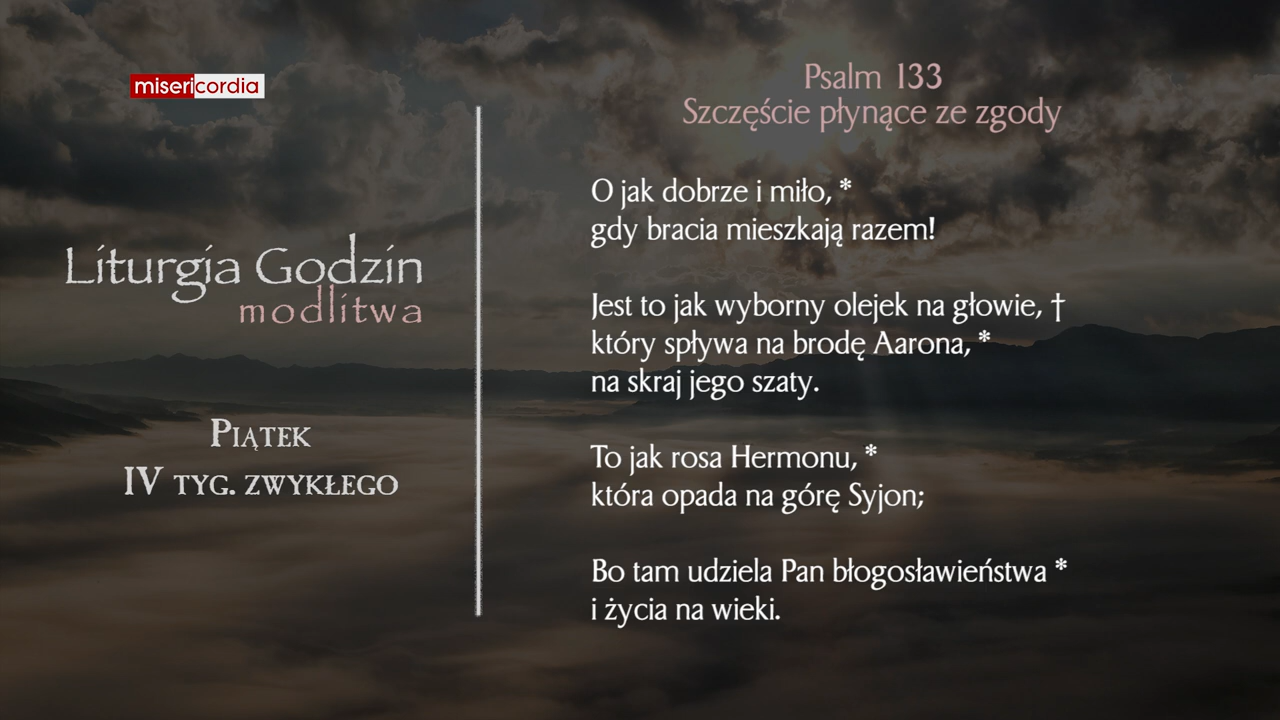 misericordia
Liturgia Godzin
modlitwa
Piątek
IV tyg. zwykłego
Psalm 133
Szczęście płynące ze zgody
O jak dobrze i miło, *
gdy bracia mieszkają razem!
Jest to jak wyborny olejek na głowie, †
który spływa na brodę Aarona, *
na skraj jego szaty.
To jak rosa Hermonu, *
która opada na górę Syjon;
Bo tam udziela Pan błogosławieństwa *
i życia na wieki.